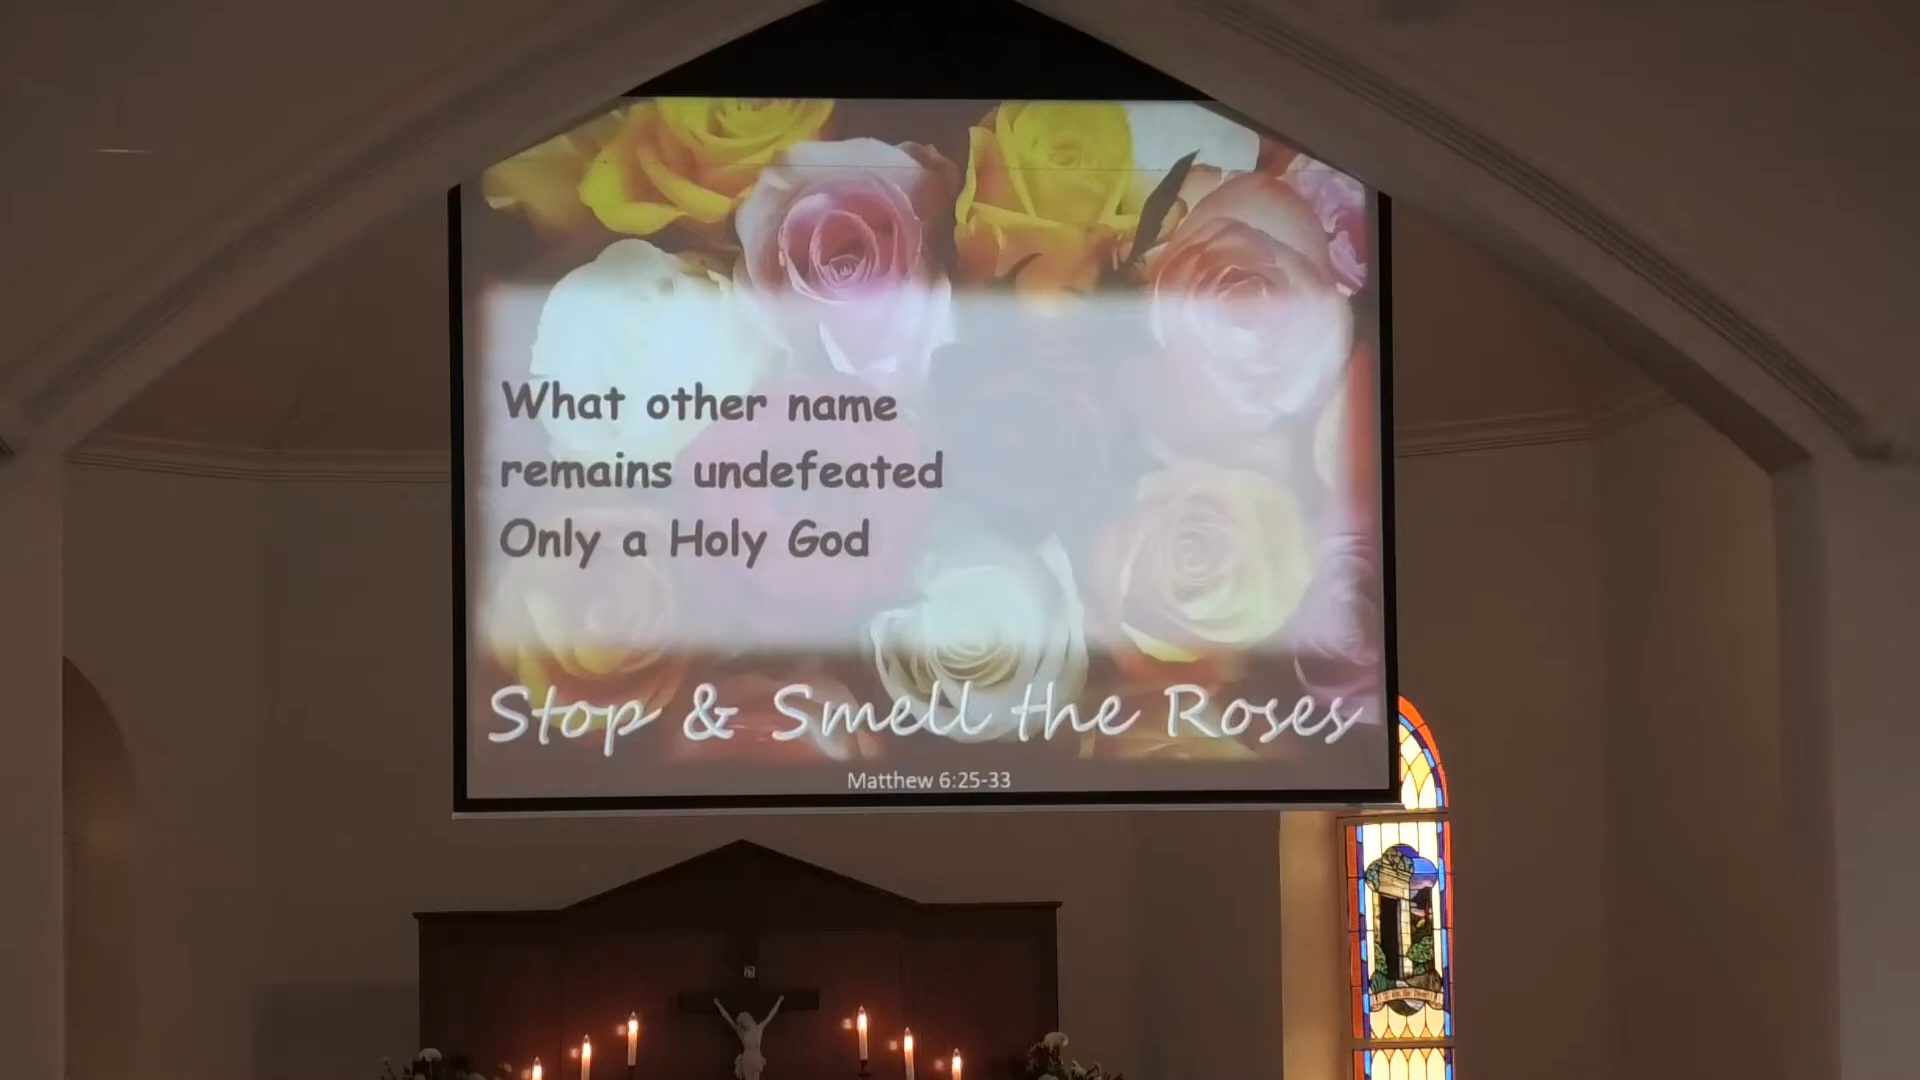 What other name
remains undefeated
Only a Holy God
Stop & Smell the Roses
Matthew 6:25-33